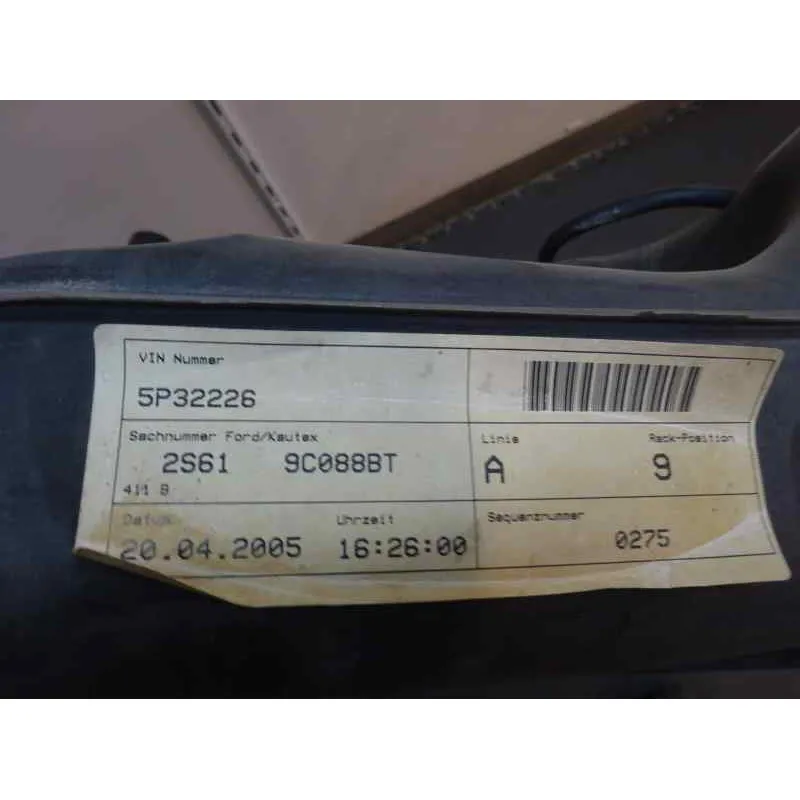 VIN Nummer
5P32226
Sachnummer Ford/Kautex
2S61 9C088BT
411 B
Linie Rack-Position
A 9
Datum Uhrzeit
20.04.2005 16:26:00
Sequenznummer
0275